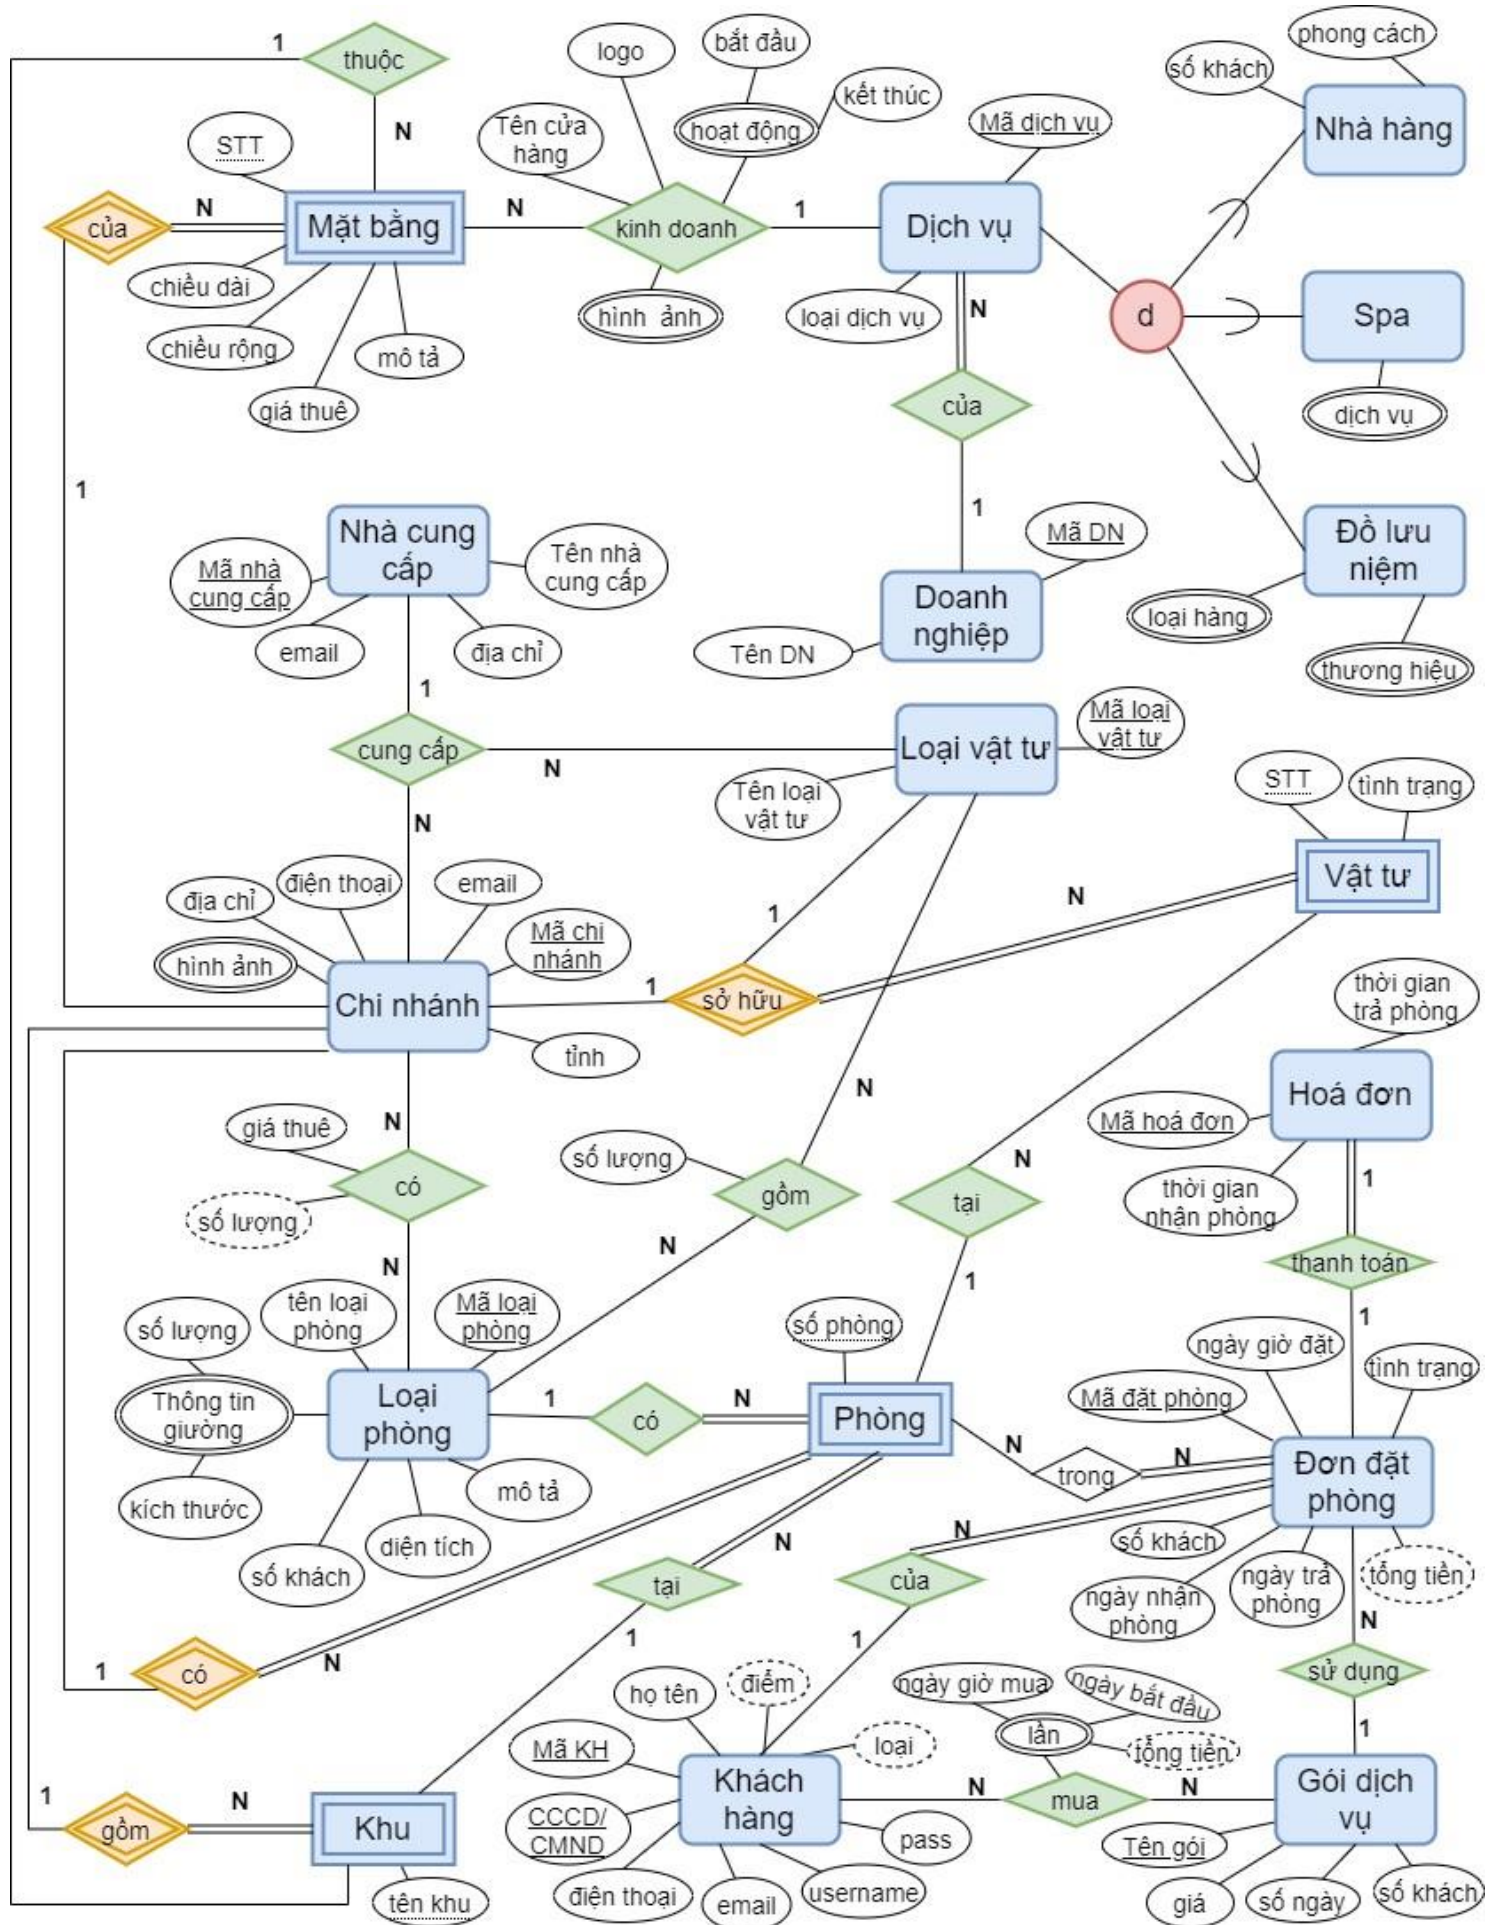 1
thuộc
N
logo
bắt đầu
phong cách
số khách
Nhà hàng
kết thúc
hoạt động
Tên cửa
hàng
Mã dịch vụ
STT
của
N
Mặt bằng
N
kinh doanh
1
Dịch vụ
chiều dài
chiều rộng
mô tả
giá thuê
hình ảnh
loại dịch vụ
N
d
Spa
dịch vụ
của
1
1
Mã DN
Nhà cung
cấp
Mã nhà
cung cấp
Tên nhà
cung cấp
email
địa chỉ
Tên DN
Doanh
nghiệp
Đồ lưu
niệm
loại hàng
thương hiệu
1
cung cấp
N
Loại vật tư
Mã loại
vật tư
Tên loại
vật tư
STT
tình trạng
Vật tư
N
N
điện thoại
email
địa chỉ
hình ảnh
Mã chi
nhánh
Chi nhánh
tỉnh
1
1
sở hữu
thời gian
trả phòng
Hoá đơn
Mã hoá đơn
thời gian
nhận phòng
N
N
giá thuê
số lượng
có
N
số lượng
gồm
N
tại
N
1
1
thanh toán
1
số lượng
tên loại
phòng
Mã loại
phòng
Thông tin
giường
Loại
phòng
kích thước
số khách
diện tích
mô tả
1
có
N
số phòng
Phòng
N
trong
N
ngày giờ đặt
tình trạng
Mã đặt phòng
Đơn đặt
phòng
số khách
ngày nhận
phòng
ngày trả
phòng
tổng tiền
N
tại
N
của
1
1
1
có
N
N
sử dụng
1
họ tên
điểm
loại
Mã KH
CCCD/
CMND
Khách
hàng
điện thoại
email
username
pass
ngày giờ mua
ngày bắt đầu
lần
tổng tiền
N
mua
N
Gói dịch
vụ
Tên gói
giá
số ngày
số khách
1
gồm
N
Khu
tên khu